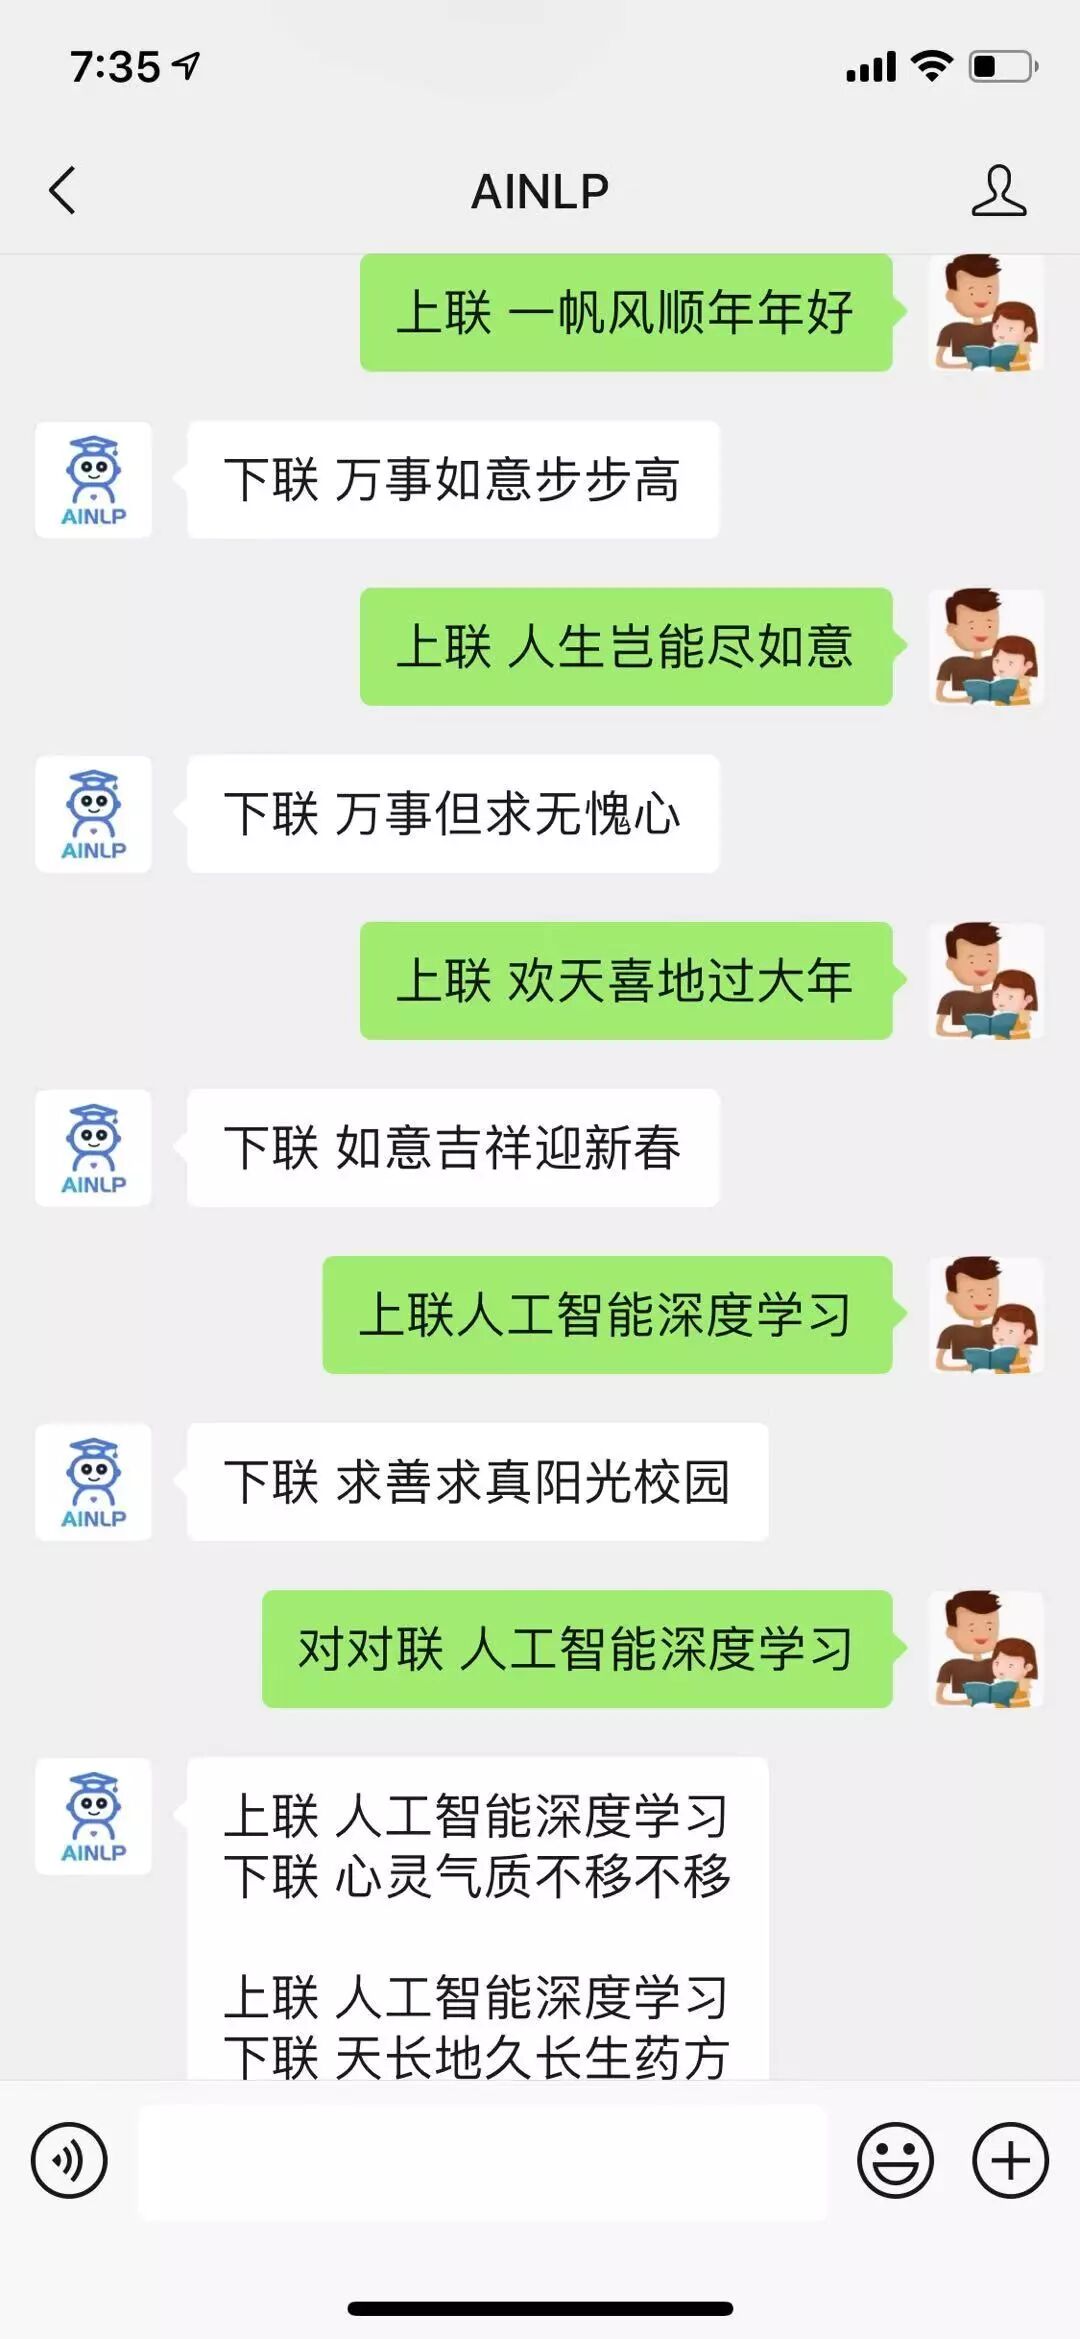 7:35
AINLP
上联 一帆风顺年年好
AINLP
下联 万事如意步步高
上联 人生岂能尽如意
AINLP
下联 万事但求无愧心
上联 欢天喜地过大年
AINLP
下联 如意吉祥迎新春
上联人工智能深度学习
AINLP
下联 求善求真阳光校园
对对联 人工智能深度学习
AINLP
上联 人工智能深度学习
下联 心灵气质不移不移
上联 人工智能深度学习
下联 天长地久长生药方